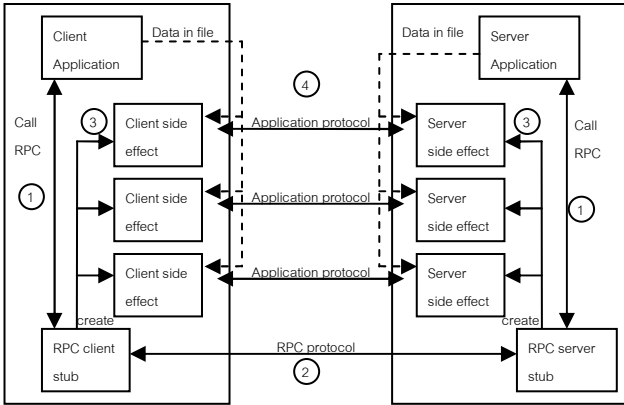 Client
Application
Data in file
Data in file
Server
Application
4
Call
RPC
3
Client side
effect
Application protocol
Server
side effect
3
Call
RPC
1
Client side
effect
Application protocol
Server
side effect
1
Client side
effect
Application protocol
Server
side effect
create
create
RPC client
stub
RPC protocol
2
RPC server
stub